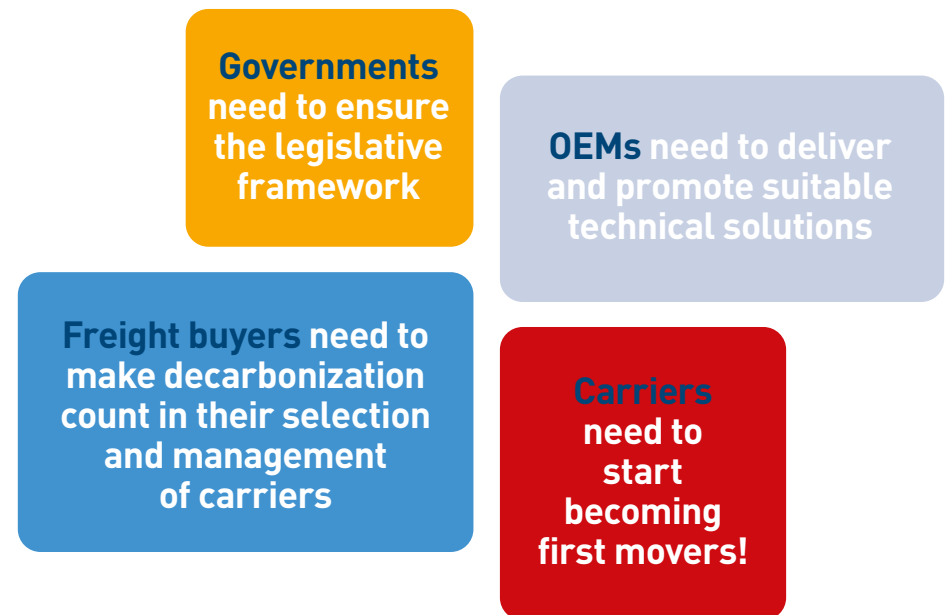 Governments
need to ensure
the legislative
framework
OEMs need to deliver
and promote suitable
technical solutions
Freight buyers need to
make decarbonization
count in their selection
and management
of carriers
Carriers
need to
start
becoming
first movers!